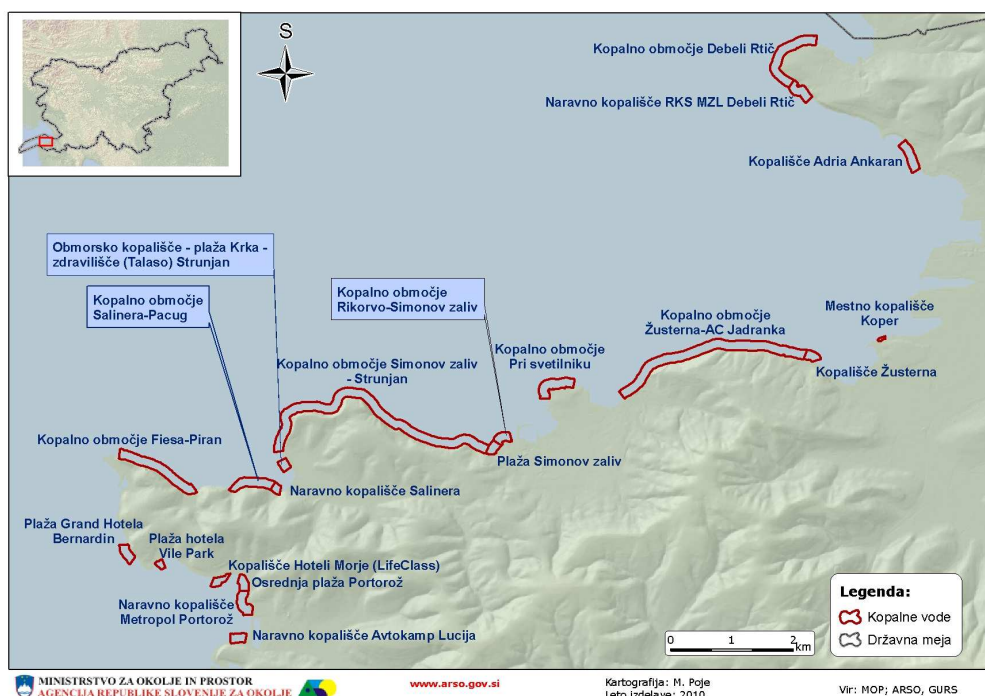 S
Kopalno območje Debeli Rtič
Naravno kopališče RKS MZL Debeli Rtič
Kopališče Adria Ankaran
Obmorsko kopališče - plaža Krka -
zdravilišče (Talaso) Strunjan
Kopalno območje
Salinera-Pacug
Kopalno območje
Rikorvo-Simonov zaliv
Kopalno območje
Žusterna-AC Jadranka
Mestno kopališče
Koper
Kopalno območje
Pri svetilniku
Kopalno območje Simonov zaliv
- Strunjan
Kopališče Žusterna
Kopalno območje Fiesa-Piran
Plaža Simonov zaliv
Naravno kopališče Salinera
Plaža Grand Hotela
Bernardin
Plaža hotela
Vile Park
Kopališče Hoteli Morje (LifeClass)
Osrednja plaža Portorož
Naravno kopališče
Metropol Portorož
Naravno kopališče Avtokamp Lucija
Legenda:
Kopalne vode
Državna meja
0 1 2
km
MINISTRSTVO ZA OKOLJE IN PROSTOR
AGENCIJA REPUBLIKE SLOVENIJE ZA OKOLJE
www.arso.gov.si
Kartografija: M. Poje
Leto izdelave: 2010
Vir: MOP; ARSO, GURS